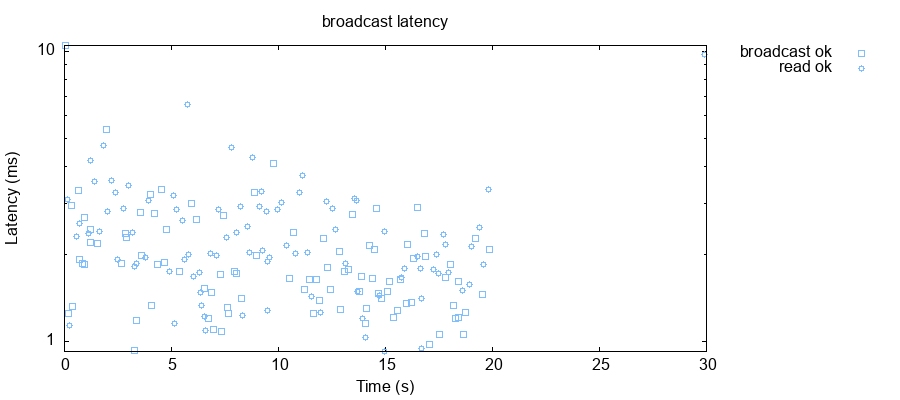 broadcast latency
10
1
Latency (ms)
0 5 10 15 20 25 30
Time (s)
broadcast ok
read ok